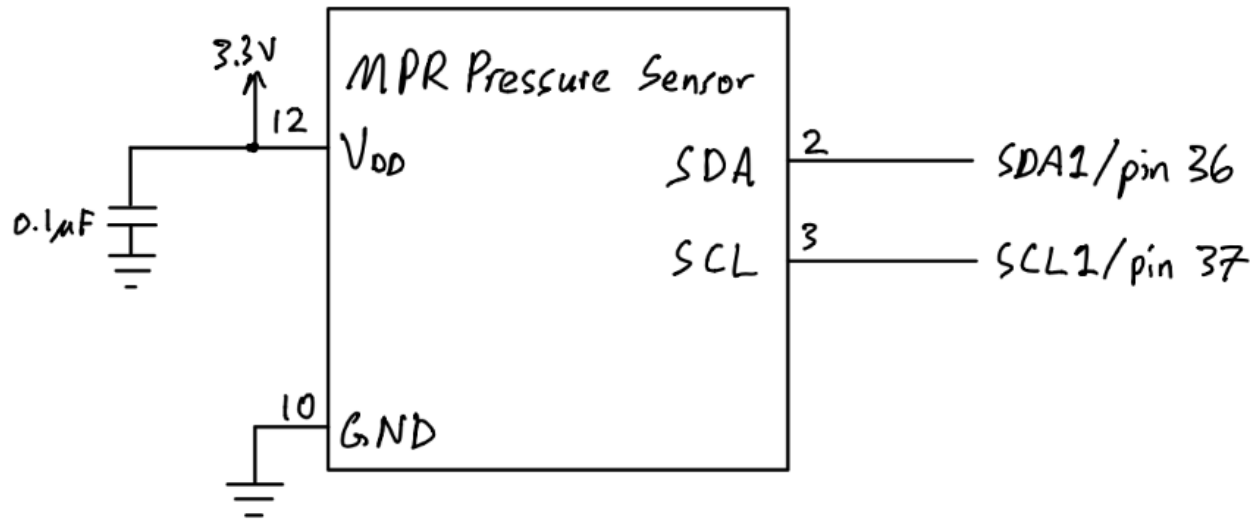 3.3V
MPR Pressure Sensor
12
VDD
0.1μF
SDA
2
SDA1/pin 36
SCL
3
SCL1/pin 37
10
GND